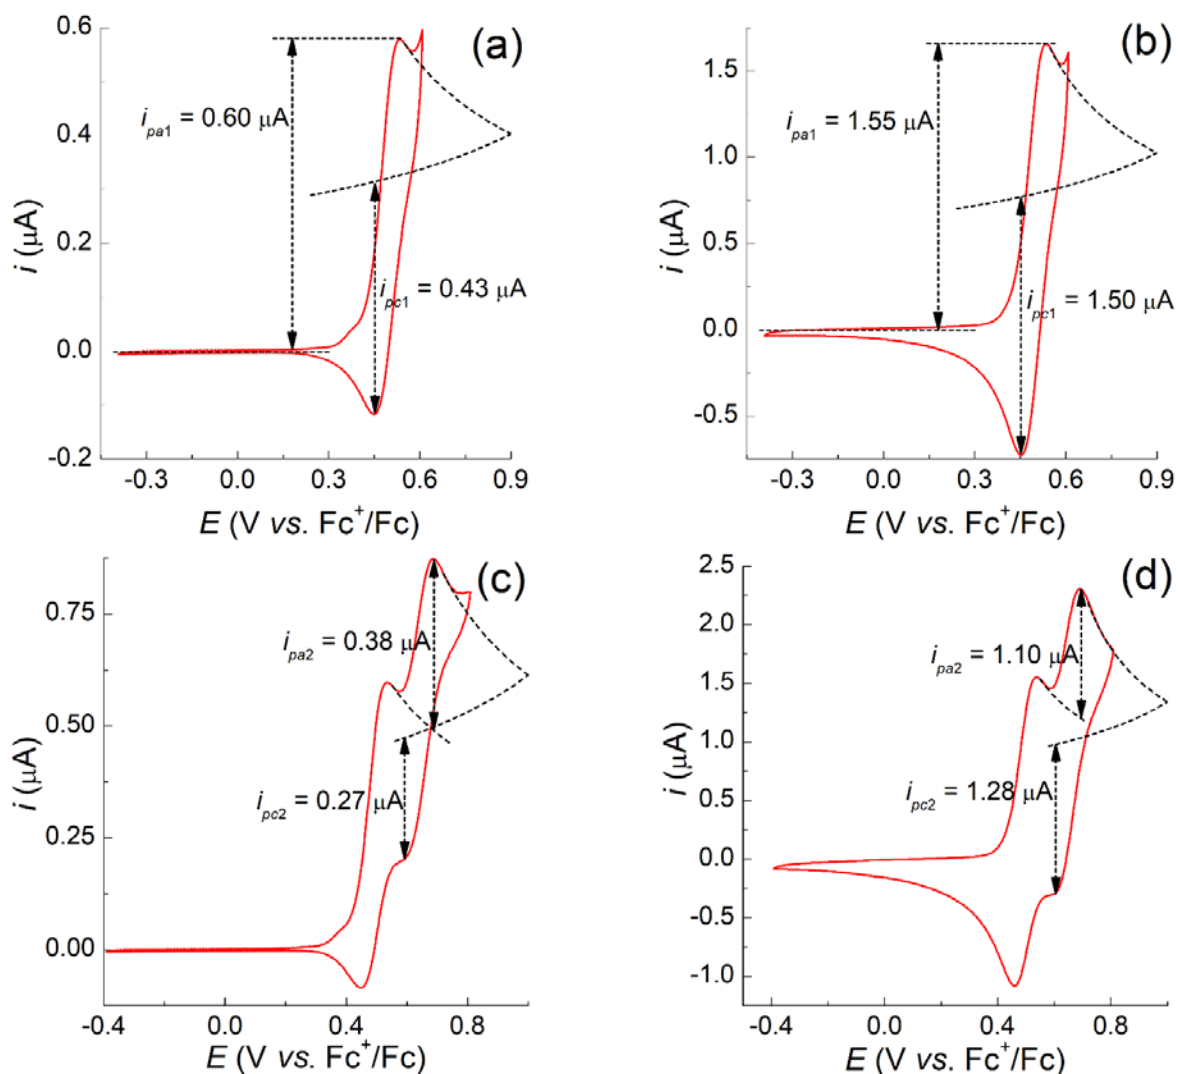 (a)
0.6
0.4
0.2
0.0
-0.2
i (μA)
i_pa1 = 0.60 μA
i_pc1 = 0.43 μA
-0.3 0.0 0.3 0.6 0.9
E (V vs. Fc⁺/Fc)
(b)
1.5
1.0
0.5
0.0
-0.5
i (μA)
i_pa1 = 1.55 μA
i_pc1 = 1.50 μA
-0.3 0.0 0.3 0.6 0.9
E (V vs. Fc⁺/Fc)
(c)
0.75
0.50
0.25
0.00
i (μA)
i_pa2 = 0.38 μA
i_pc2 = 0.27 μA
-0.4 0.0 0.4 0.8
E (V vs. Fc⁺/Fc)
(d)
2.5
2.0
1.5
1.0
0.5
0.0
-0.5
-1.0
i (μA)
i_pa2 = 1.10 μA
i_pc2 = 1.28 μA
-0.4 0.0 0.4 0.8
E (V vs. Fc⁺/Fc)